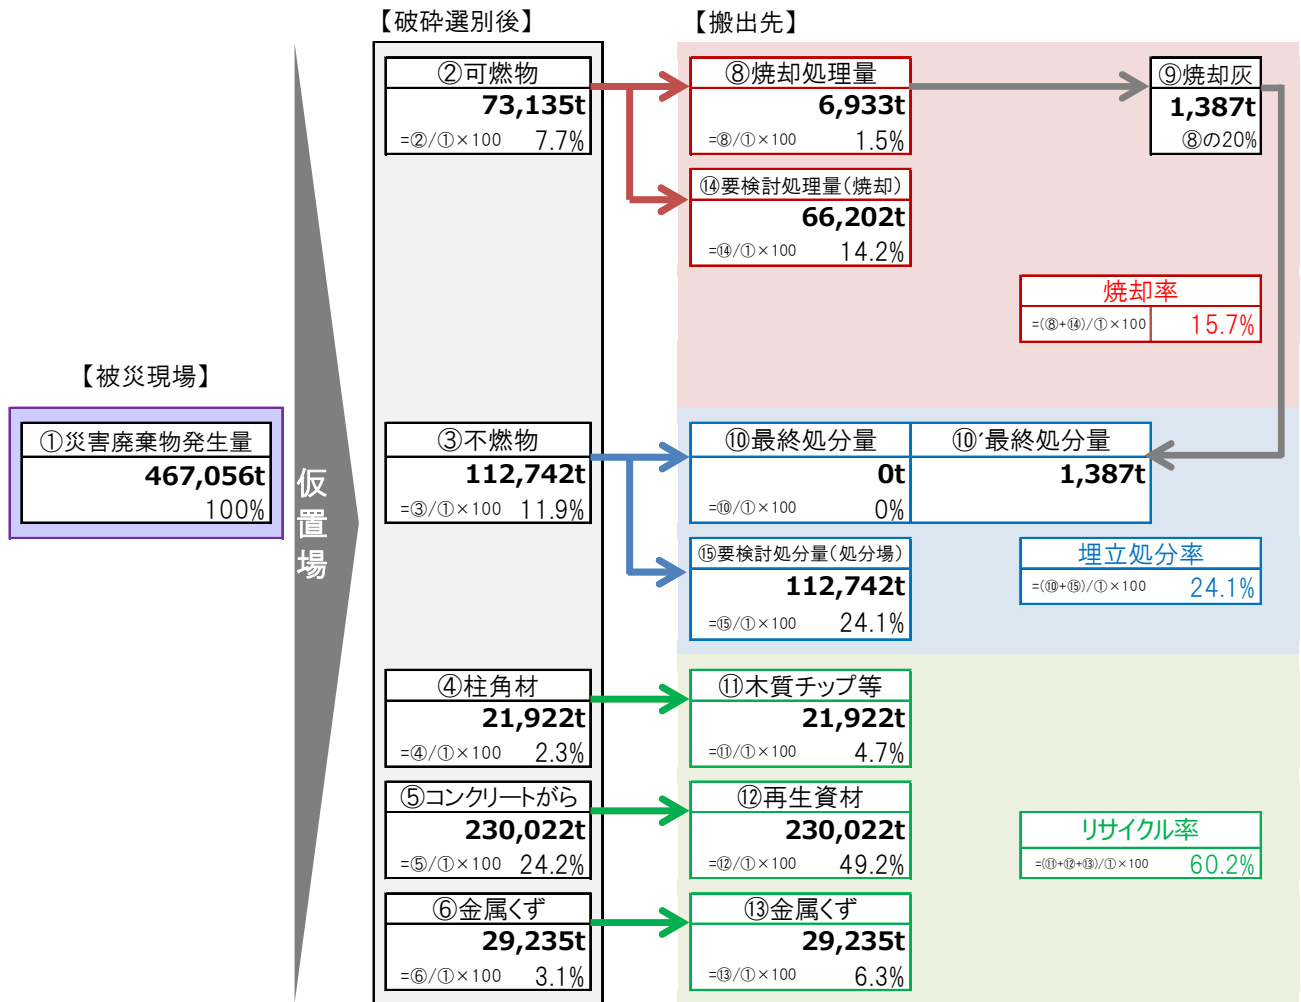 【破砕選別後】
【搬出先】
②可燃物
73,135t
=②/①×100 7.7%
⑧焼却処理量
6,933t
=⑧/①×100 1.5%
⑨焼却灰
1,387t
⑧の20%
⑭要検討処理量(焼却)
66,202t
=⑭/①×100 14.2%
焼却率
=(⑧+⑭)/①×100 15.7%
【被災現場】
①災害廃棄物発生量
467,056t
100%
仮置場
③不燃物
112,742t
=③/①×100 11.9%
⑩最終処分量
0t
=⑩/①×100 0%
⑩´最終処分量
1,387t
⑮要検討処分量(処分場)
112,742t
=⑮/①×100 24.1%
埋立処分率
=(⑩+⑮)/①×100 24.1%
④柱角材
21,922t
=④/①×100 2.3%
⑪木質チップ等
21,922t
=⑪/①×100 4.7%
⑤コンクリートがら
230,022t
=⑤/①×100 24.2%
⑫再生資材
230,022t
=⑫/①×100 49.2%
リサイクル率
=(⑪+⑫+⑬)/①×100 60.2%
⑥金属くず
29,235t
=⑥/①×100 3.1%
⑬金属くず
29,235t
=⑬/①×100 6.3%